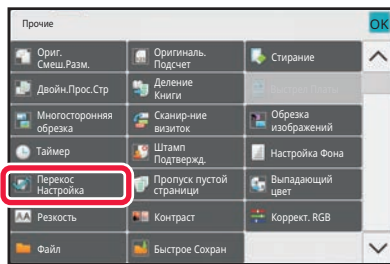 Прочие
OK
Ориг.
Смеш.Разм.
Оригиналь.
Подсчет
Стирание
Двойн.Прос.Стр
Деление
Книги
Многосторонняя
обрезка
Сканир-ние
визиток
Обрезка
изображений
Таймер
Штамп
Подтвержд.
Настройка Фона
Перекос
Настройка
Пропуск пустой
страници
Выпадающий
цвет
AA Резкость
Контраст
Коррект. RGB
Файл
Быстрое Сохран